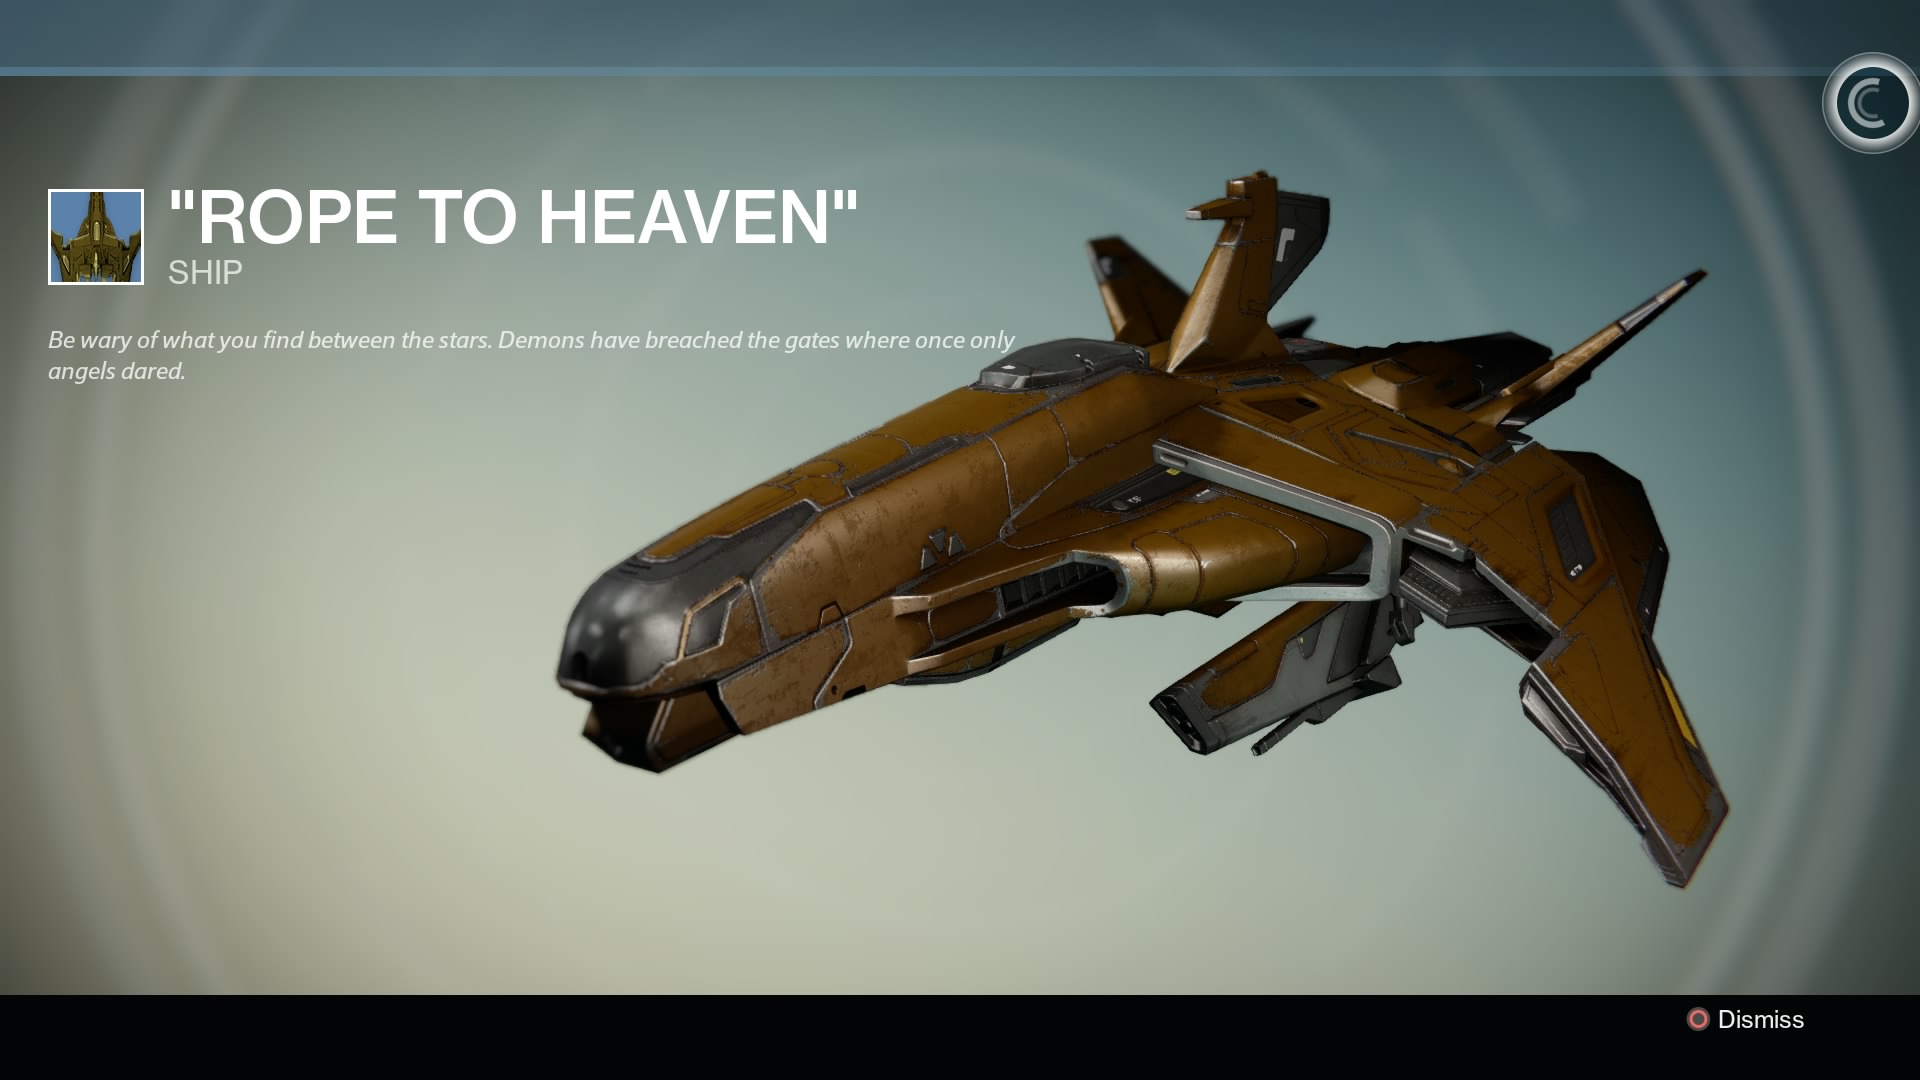 "ROPE TO HEAVEN"
SHIP
Be wary of what you find between the stars. Demons have breached the gates where once only
angels dared.
Dismiss